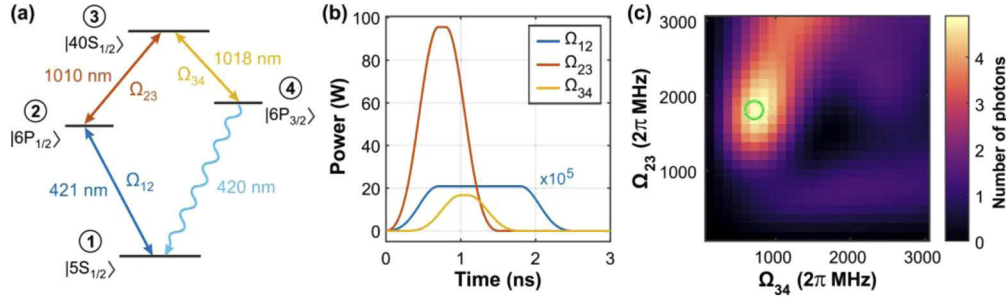 (a)
③
|40S₁/₂⟩
1010 nm
Ω₂₃
Ω₃₄
1018 nm
②
|6P₁/₂⟩
④
|6P₃/₂⟩
421 nm
Ω₁₂
420 nm
①
|5S₁/₂⟩
(b)
Power (W)
100
80
60
40
20
0
Ω₁₂
Ω₂₃
Ω₃₄
x10⁵
0
1
2
3
Time (ns)
(c)
Ω₂₃ (2π MHz)
3000
2000
1000
1000
2000
3000
Ω₃₄ (2π MHz)
4
3
2
1
0
Number of photons